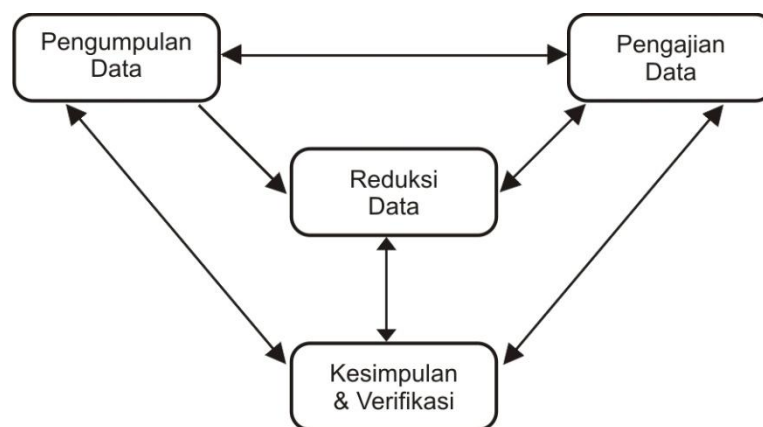 Pengumpulan
Data
Pengajian
Data
Reduksi
Data
Kesimpulan
& Verifikasi